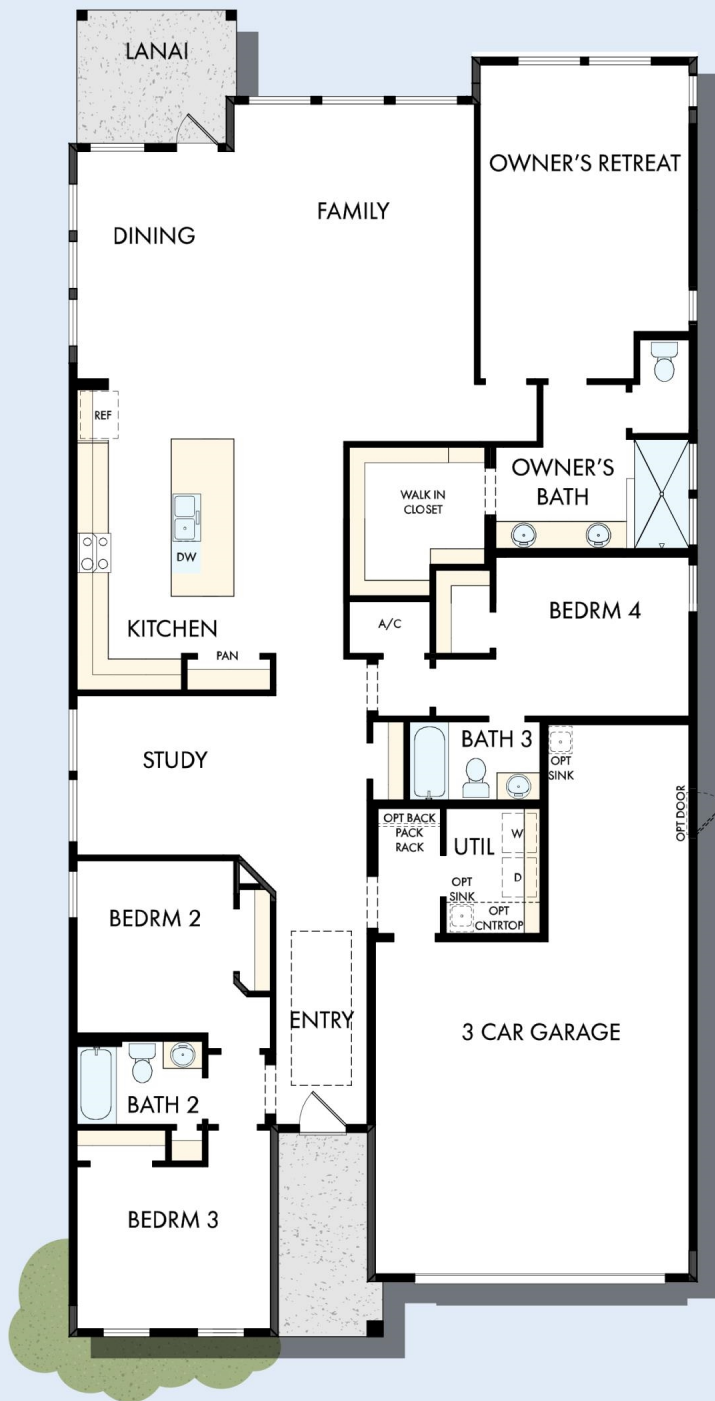 LANAI
OWNER'S RETREAT
FAMILY
DINING
REF
OWNER'S
BATH
WALK IN
CLOSET
DW
KITCHEN
PAN
A/C
BEDRM 4
STUDY
BATH 3
OPT
SINK
OPT DOOR
OPT BACK
PACK
RACK
UTIL
W
D
OPT
SINK
OPT
CNTRTOP
BEDRM 2
ENTRY
3 CAR GARAGE
BATH 2
BEDRM 3